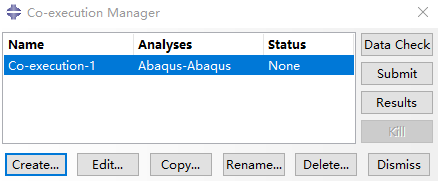 Co-execution Manager
Name Analyses Status
Co-execution-1 Abaqus-Abaqus None
Data Check
Submit
Results
Kill
Create... Edit... Copy... Rename... Delete... Dismiss